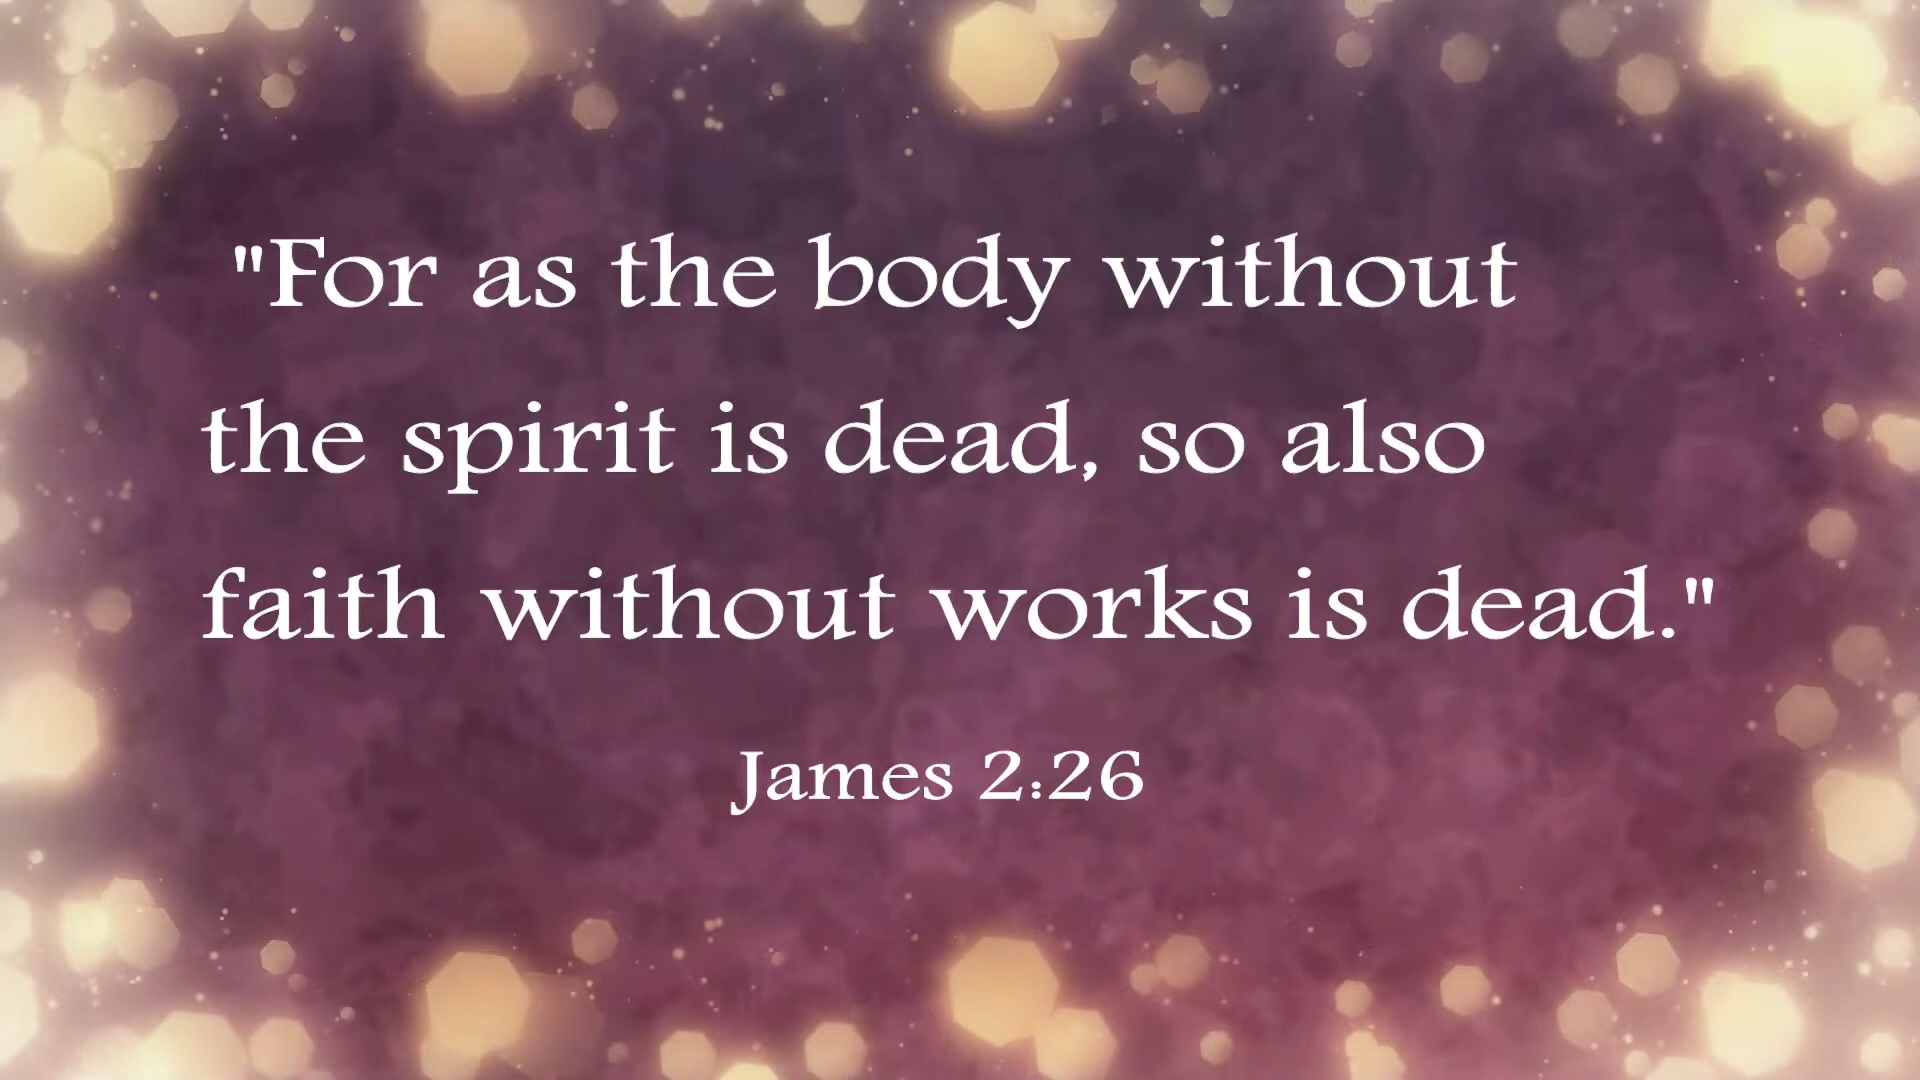 "For as the body without
the spirit is dead, so also
faith without works is dead."
James 2:26